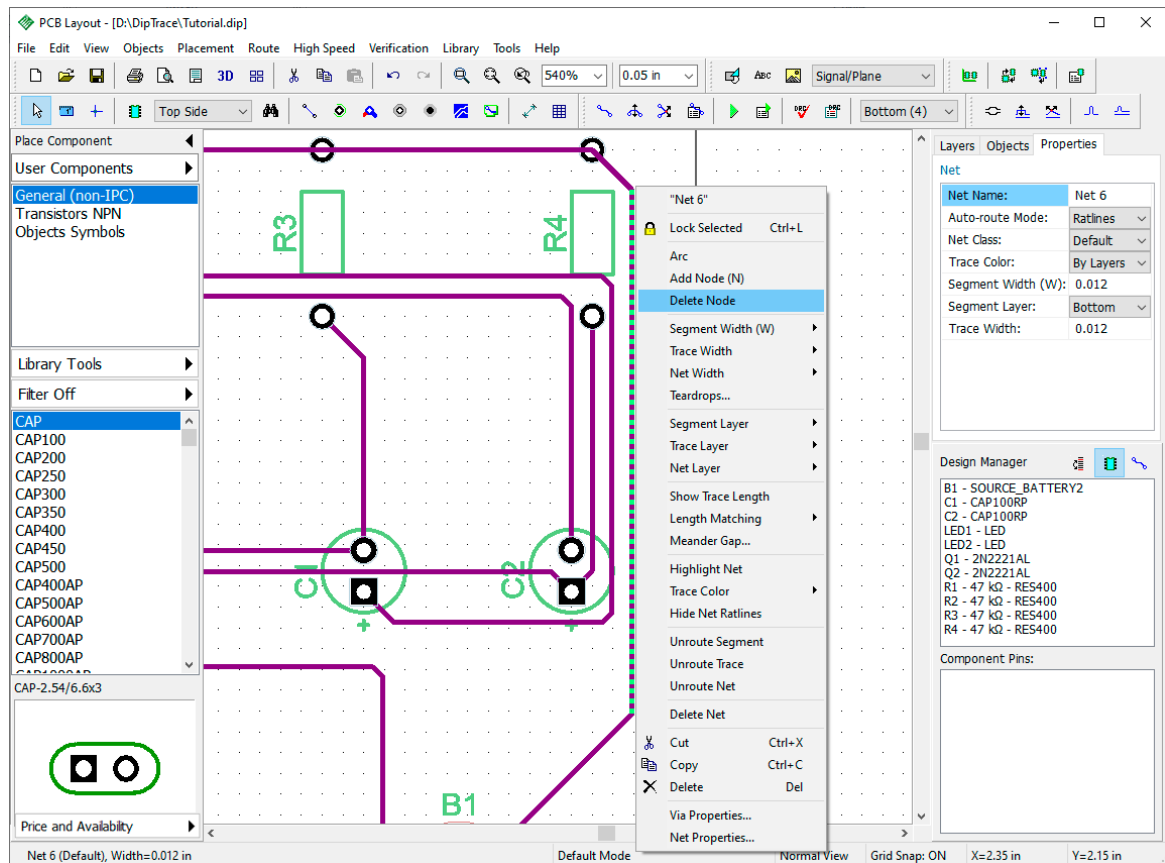 PCB Layout - [D:\DipTrace\Tutorial.dip]
File Edit View Objects Placement Route High Speed Verification Library Tools Help
3D 540% 0.05 in ABC Signal/Plane
Top Side DRC DRC Bottom (4)
Place Component
User Components
General (non-IPC)
Transistors NPN
Objects Symbols
Library Tools
Filter Off
CAP
CAP100
CAP200
CAP250
CAP300
CAP350
CAP400
CAP450
CAP500
CAP400AP
CAP500AP
CAP600AP
CAP700AP
CAP800AP
CAP1000AP
CAP-2.54/6.6x3
Price and Availability
R3
R4
C1
C2
+
+
B1
"Net 6"
Lock Selected Ctrl+L
Arc
Add Node (N)
Delete Node
Segment Width (W)
Trace Width
Net Width
Teardrops...
Segment Layer
Trace Layer
Net Layer
Show Trace Length
Length Matching
Meander Gap...
Highlight Net
Trace Color
Hide Net Ratlines
Unroute Segment
Unroute Trace
Unroute Net
Delete Net
Cut Ctrl+X
Copy Ctrl+C
Delete Del
Via Properties...
Net Properties...
Layers Objects Properties
Net
Net Name: Net 6
Auto-route Mode: Ratlines
Net Class: Default
Trace Color: By Layers
Segment Width (W): 0.012
Segment Layer: Bottom
Trace Width: 0.012
Design Manager
B1 - SOURCE_BATTERY2
C1 - CAP100RP
C2 - CAP100RP
LED1 - LED
LED2 - LED
Q1 - 2N2221AL
Q2 - 2N2221AL
R1 - 47 kΩ - RES400
R2 - 47 kΩ - RES400
R3 - 47 kΩ - RES400
R4 - 47 kΩ - RES400
Component Pins:
Net 6 (Default), Width=0.012 in Default Mode Normal View Grid Snap: ON X=2.35 in Y=2.15 in